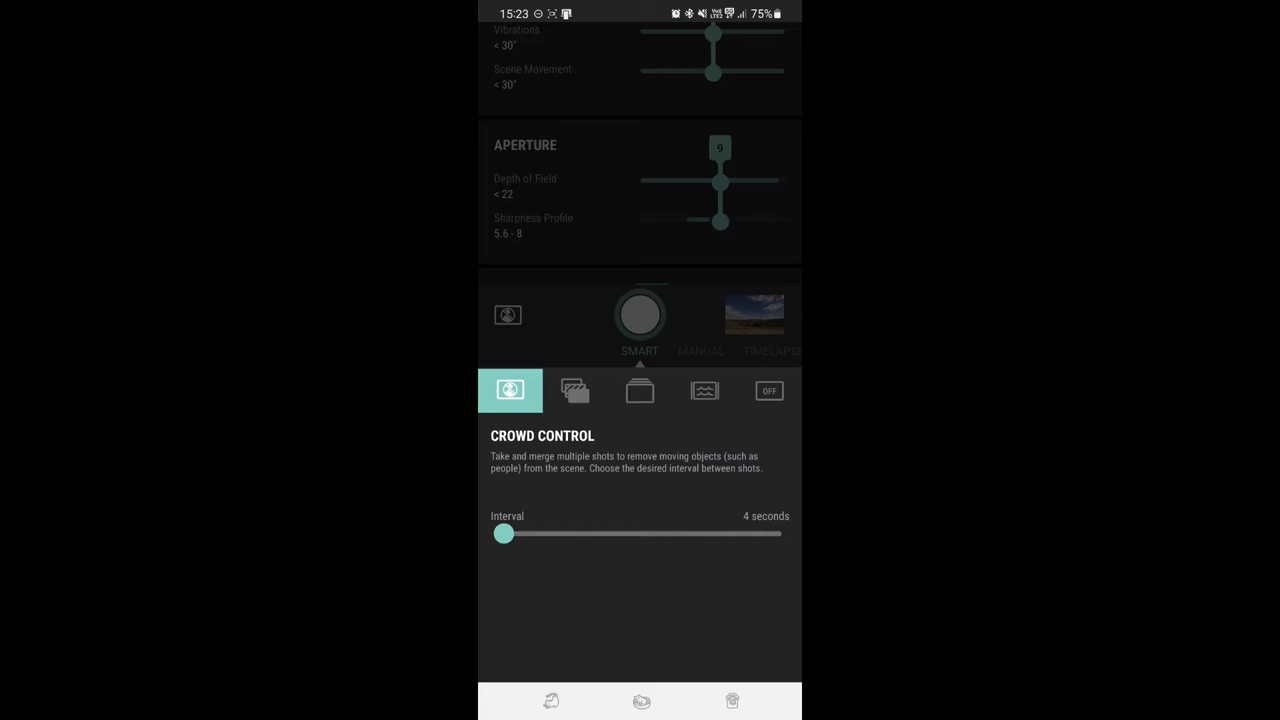 15:23 75%
Vibrations
< 30"
Scene Movement
< 30"
APERTURE
9
Depth of Field
< 22
Sharpness Profile
5.6 - 8
SMART MANUAL TIMELAPSE
OFF
CROWD CONTROL
Take and merge multiple shots to remove moving objects (such as
people) from the scene. Choose the desired interval between shots.
Interval 4 seconds